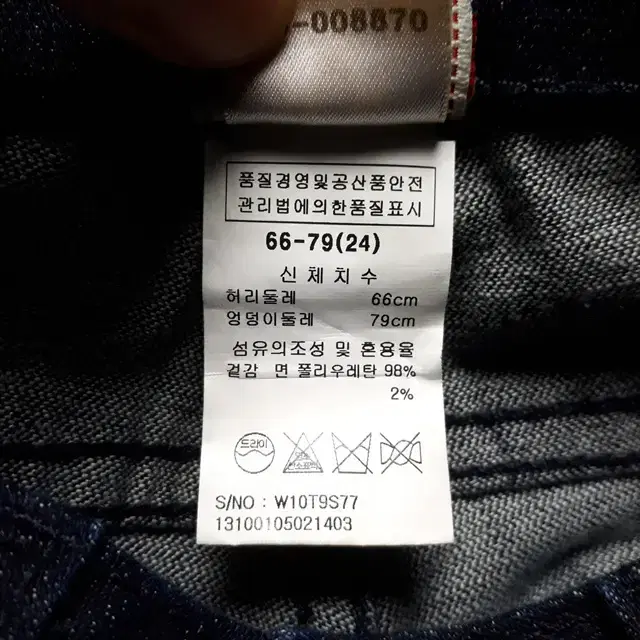 -008870
품질경영및공산품안전
관리법에의한품질표시
66-79(24)
신체치수
허리둘레 66cm
엉덩이둘레 79cm
섬유의조성 및 혼용율
겉감 면 폴리우레탄 98%
2%
드라이
S/NO : W10T9S77
13100105021403